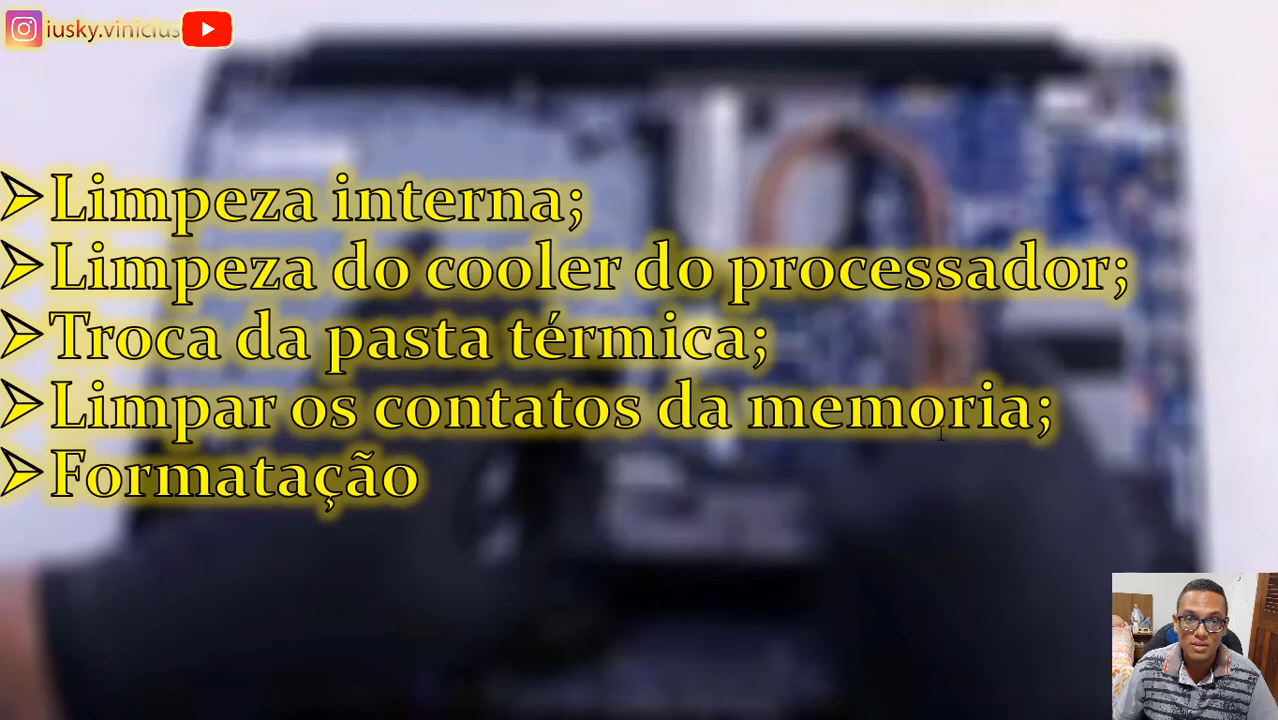 iusky.vinicius
Limpeza interna;
Limpeza do cooler do processador;
Troca da pasta térmica;
Limpar os contatos da memoria;
Formatação